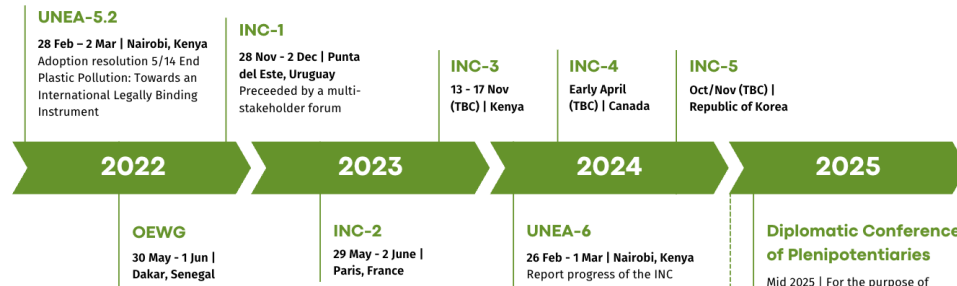 UNEA-5.2
28 Feb – 2 Mar | Nairobi, Kenya
Adoption resolution 5/14 End
Plastic Pollution: Towards an
International Legally Binding
Instrument
INC-1
28 Nov - 2 Dec | Punta
del Este, Uruguay
Preceeded by a multi-
stakeholder forum
INC-3
13 - 17 Nov
(TBC) | Kenya
INC-4
Early April
(TBC) | Canada
INC-5
Oct/Nov (TBC) |
Republic of Korea
2022
2023
2024
2025
OEWG
30 May - 1 Jun |
Dakar, Senegal
INC-2
29 May - 2 June |
Paris, France
UNEA-6
26 Feb - 1 Mar | Nairobi, Kenya
Report progress of the INC
Diplomatic Conference
of Plenipotentiaries
Mid 2025 | For the purpose of